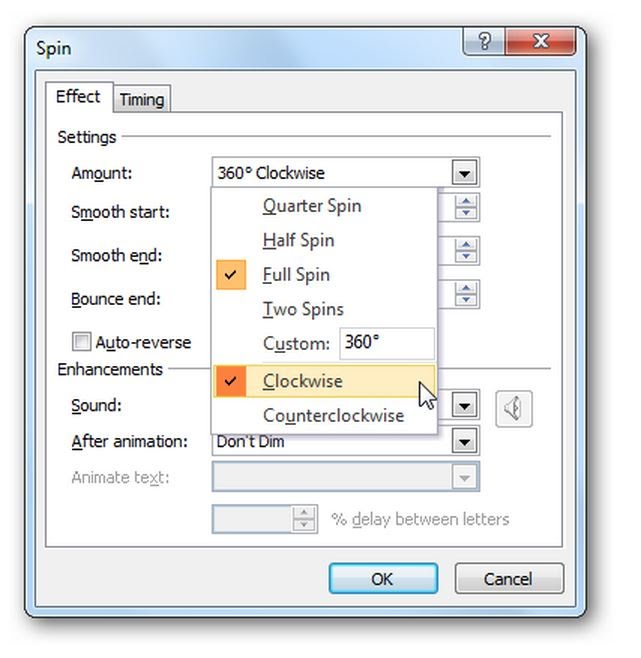 Spin
Effect Timing
Settings
Amount: 360° Clockwise
Smooth start:
Quarter Spin
Half Spin
Smooth end:
Full Spin
Bounce end:
Two Spins
Auto-reverse
Custom: 360°
Enhancements
Clockwise
Sound:
Counterclockwise
After animation: Don't Dim
Animate text:
% delay between letters
OK Cancel